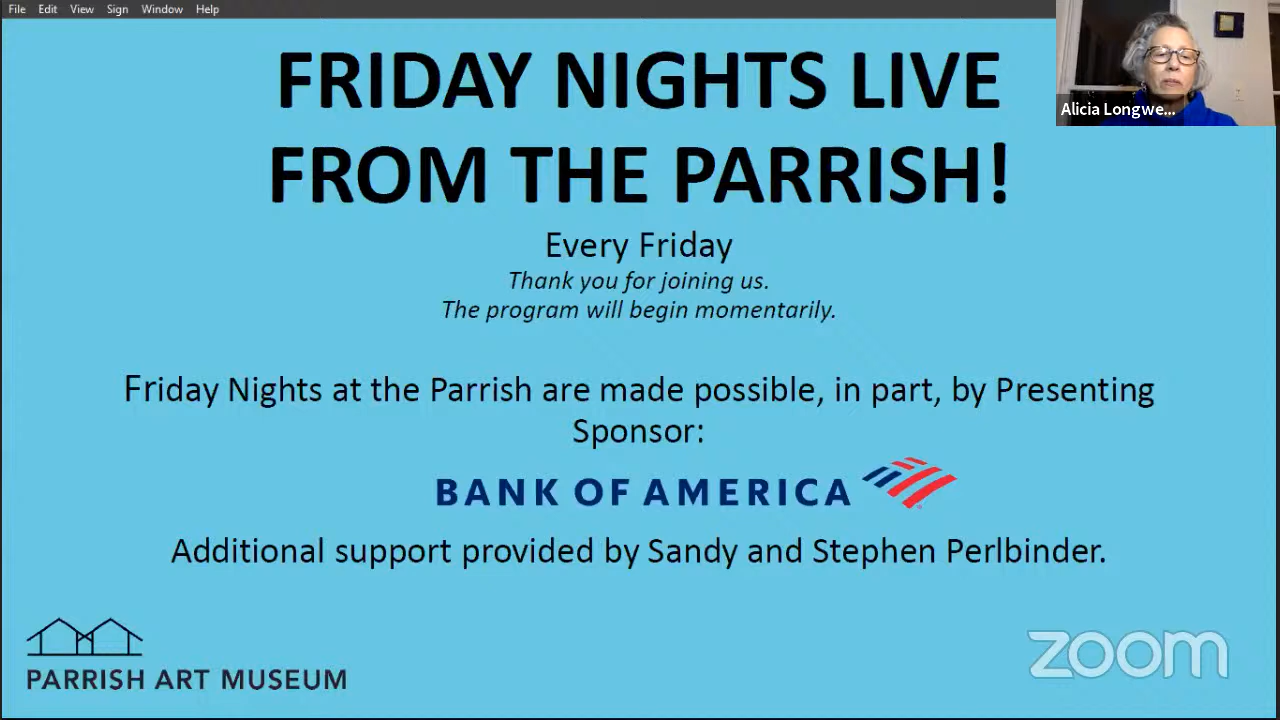 File Edit View Sign Window Help
FRIDAY NIGHTS LIVE
FROM THE PARRISH!
Alicia Longwe...
Every Friday
Thank you for joining us.
The program will begin momentarily.
Friday Nights at the Parrish are made possible, in part, by Presenting
Sponsor:
BANK OF AMERICA
Additional support provided by Sandy and Stephen Perlbinder.
PARRISH ART MUSEUM
zoom